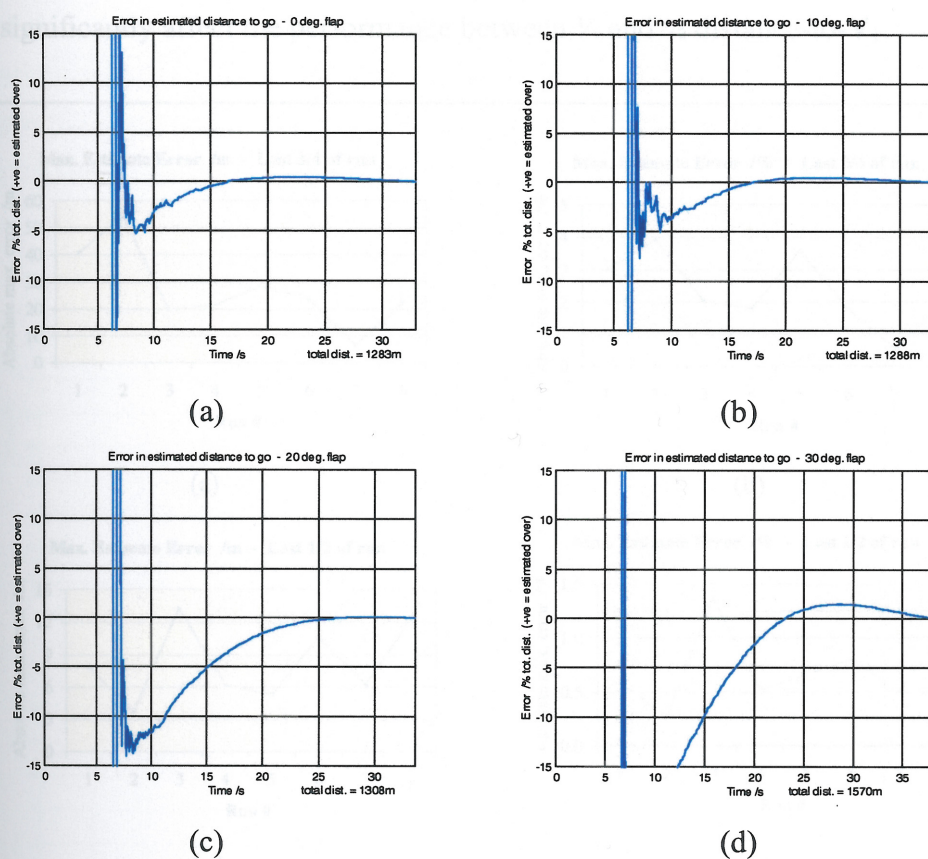 significan
between
Error in estimated distance to go - 0 deg. flap
Error /% tot. dist. (+ve = estimated over)
15
10
5
0
-5
-10
-15
0 5 10 15 20 25 30
Time /s
total dist. = 1283m
(a)
Error in estimated distance to go - 10 deg. flap
Error /% tot. dist. (+ve = estimated over)
15
10
5
0
-5
-10
-15
0 5 10 15 20 25 30
Time /s
total dist. = 1288m
(b)
Error in estimated distance to go - 20 deg. flap
Error /% tot. dist. (+ve = estimated over)
15
10
5
0
-5
-10
-15
0 5 10 15 20 25 30
Time /s
total dist. = 1308m
(c)
Error in estimated distance to go - 30 deg. flap
Error /% tot. dist. (+ve = estimated over)
15
10
5
0
-5
-10
-15
0 5 10 15 20 25 30 35
Time /s
total dist. = 1570m
(d)